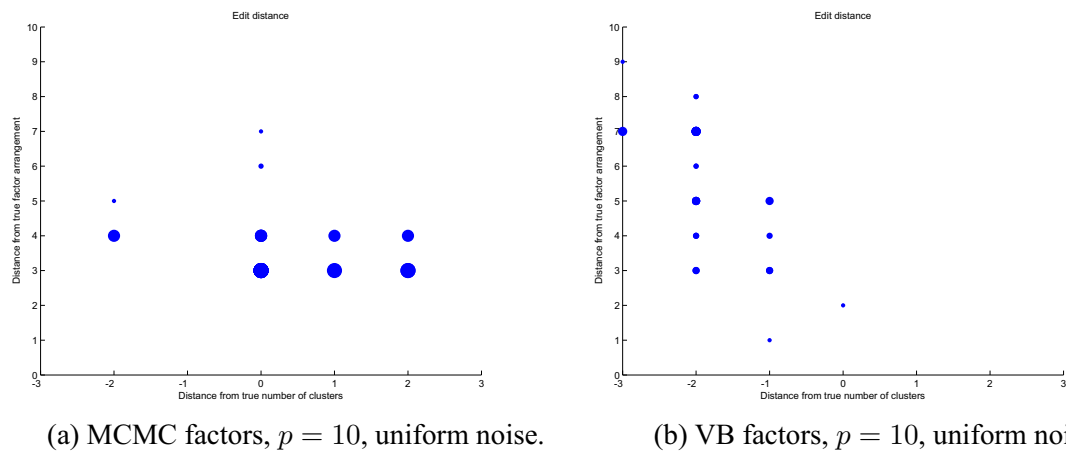 Edit distance
10
9
8
7
6
5
4
3
2
1
0
Distance from true factor arrangement
-3 -2 -1 0 1 2 3
Distance from true number of clusters
(a) MCMC factors, p = 10, uniform noise.
Edit distance
10
9
8
7
6
5
4
3
2
1
0
Distance from true factor arrangement
-3 -2 -1 0 1 2 3
Distance from true number of clusters
(b) VB factors, p = 10, uniform noi